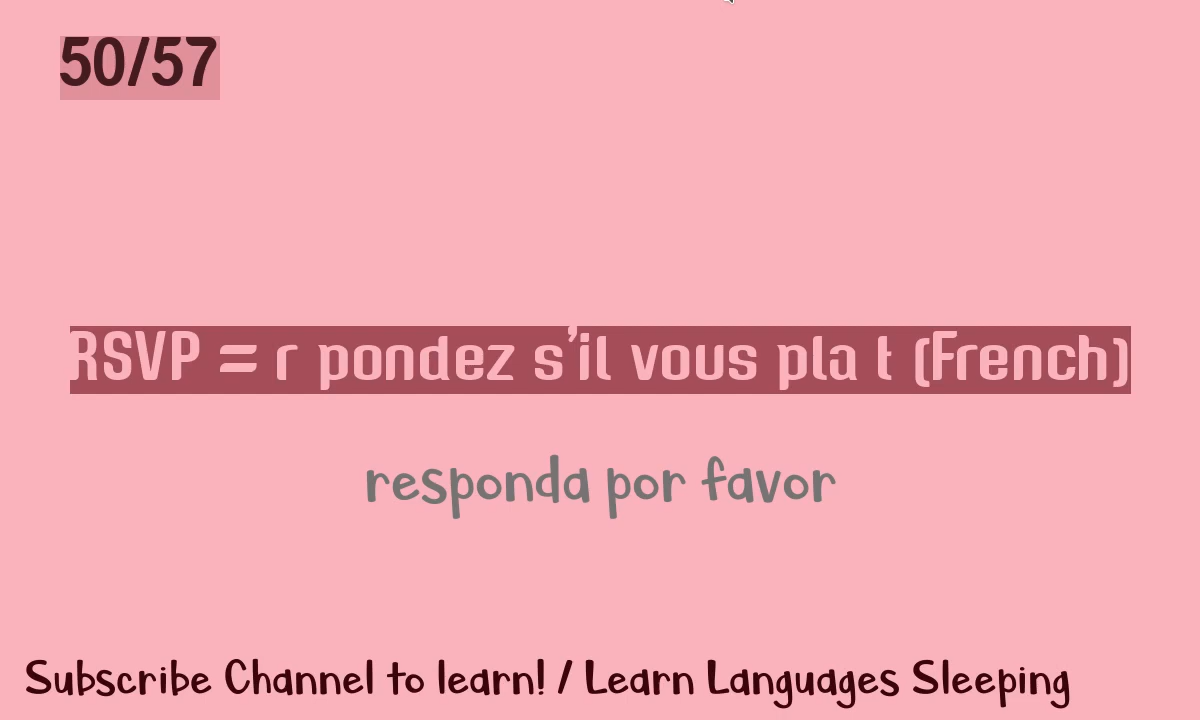 50/57
RSVP = r pondez s'il vous pla t (French)
responda por favor
Subscribe Channel to learn! / Learn Languages Sleeping